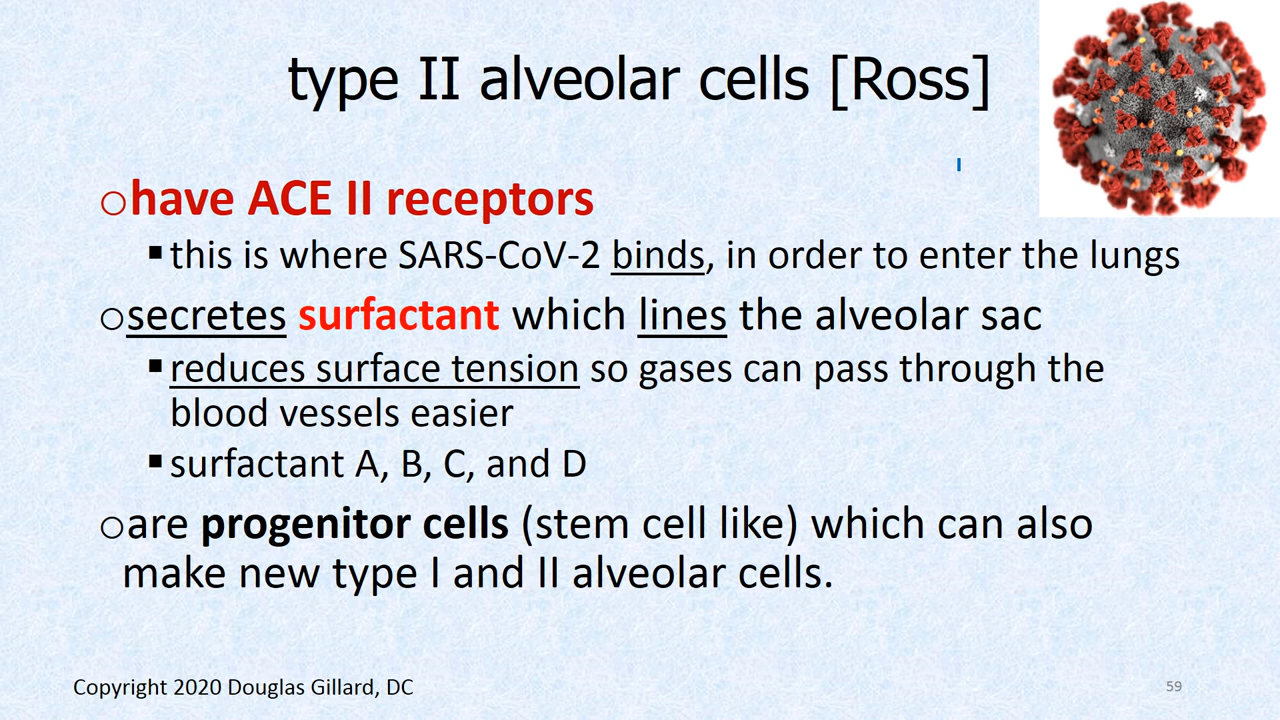 type II alveolar cells [Ross]
have ACE II receptors
this is where SARS-CoV-2 binds, in order to enter the lungs
secretes surfactant which lines the alveolar sac
reduces surface tension so gases can pass through the
blood vessels easier
surfactant A, B, C, and D
are progenitor cells (stem cell like) which can also
make new type I and II alveolar cells.
Copyright 2020 Douglas Gillard, DC
59